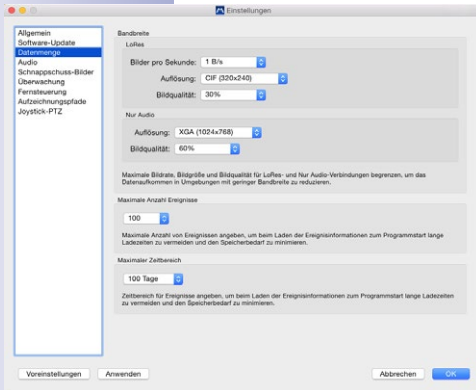 Einstellungen
Allgemein
Software-Update
Datenmenge
Audio
Schnappschuss-Bilder
Überwachung
Fernsteuerung
Aufzeichnungspfade
Joystick-PTZ
Bandbreite
LoRes
Bilder pro Sekunde: 1 B/s
Auflösung: CIF (320x240)
Bildqualität: 30%
Nur Audio
Auflösung: XGA (1024x768)
Bildqualität: 60%
Maximale Bildrate, Bildgröße und Bildqualität für LoRes- und Nur Audio-Verbindungen begrenzen, um das
Datenaufkommen in Umgebungen mit geringer Bandbreite zu reduzieren.
Maximale Anzahl Ereignisse
100
Maximale Anzahl von Ereignissen angeben, um beim Laden der Ereignisinformationen zum Programmstart lange
Ladezeiten zu vermeiden und den Speicherbedarf zu minimieren.
Maximaler Zeitbereich
100 Tage
Zeitbereich für Ereignisse angeben, um beim Laden der Ereignisinformationen zum Programmstart lange Ladezeiten
zu vermeiden und den Speicherbedarf zu minimieren.
Voreinstellungen
Anwenden
Abbrechen
OK